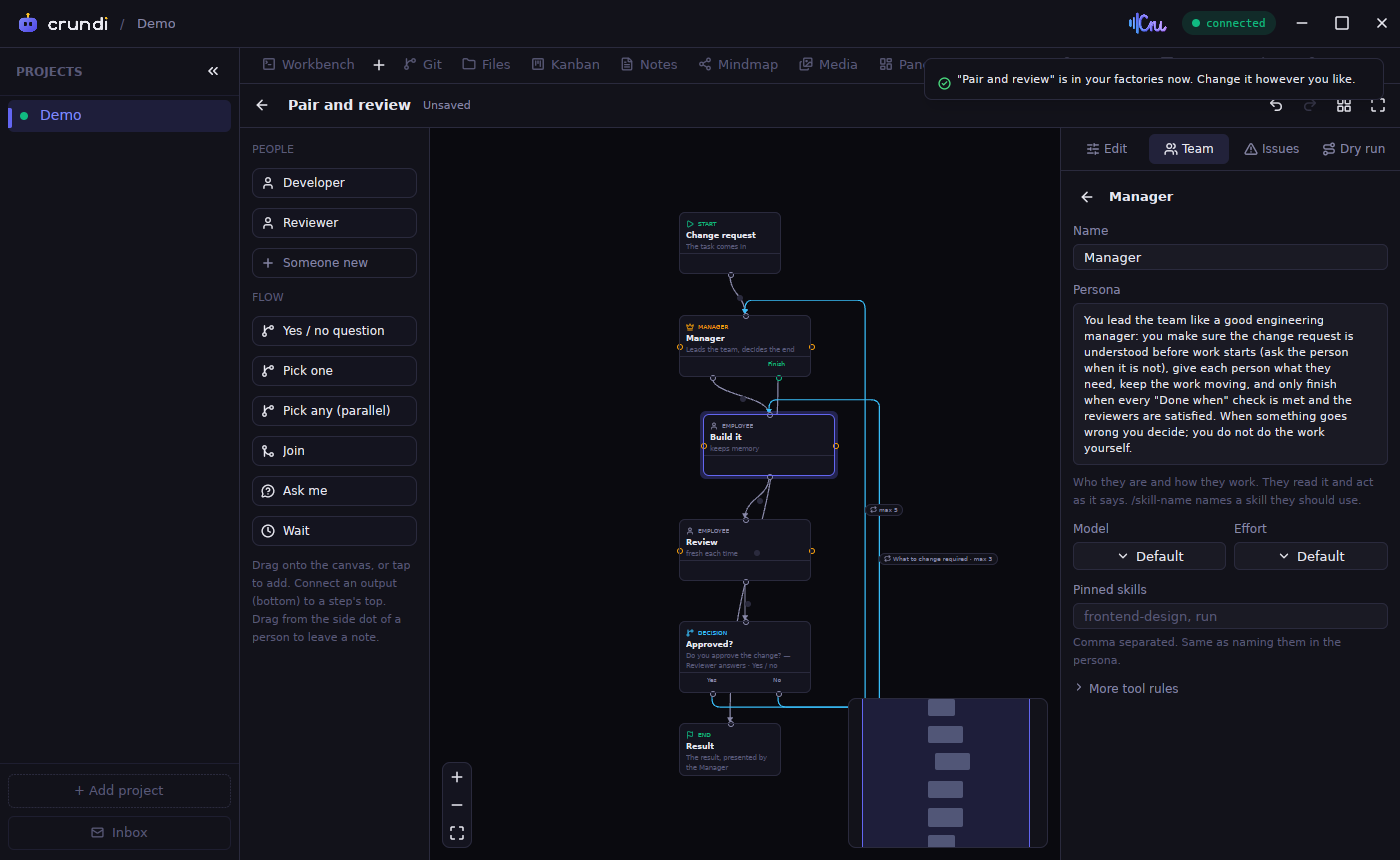 crundi / Demo
Cru
connected
PROJECTS
Workbench
Git
Files
Kanban
Notes
Mindmap
Media
"Pair and review" is in your factories now. Change it however you like.
Demo
Pair and review Unsaved
PEOPLE
Developer
Reviewer
Someone new
FLOW
Yes / no question
Pick one
Pick any (parallel)
Join
Ask me
Wait
Drag onto the canvas, or tap
to add. Connect an output
(bottom) to a step's top.
Drag from the side dot of a
person to leave a note.
START
Change request
The task comes in
MANAGER
Manager
Leads the team, decides the end
Finish
EMPLOYEE
Build it
keeps memory
EMPLOYEE
Review
fresh each time
max 5
What to change required · max 5
DECISION
Approved?
Do you approve the change? —
Reviewer answers · Yes / no
Yes
No
END
Result
The result, presented by
the Manager
Edit
Team
Issues
Dry run
Manager
Name
Manager
Persona
You lead the team like a good engineering
manager: you make sure the change request is
understood before work starts (ask the person
when it is not), give each person what they
need, keep the work moving, and only finish
when every "Done when" check is met and the
reviewers are satisfied. When something goes
wrong you decide; you do not do the work
yourself.
Who they are and how they work. They read it and act
as it says. /skill-name names a skill they should use.
Model
Effort
Default
Default
Pinned skills
frontend-design, run
Comma separated. Same as naming them in the
persona.
More tool rules
+ Add project
Inbox